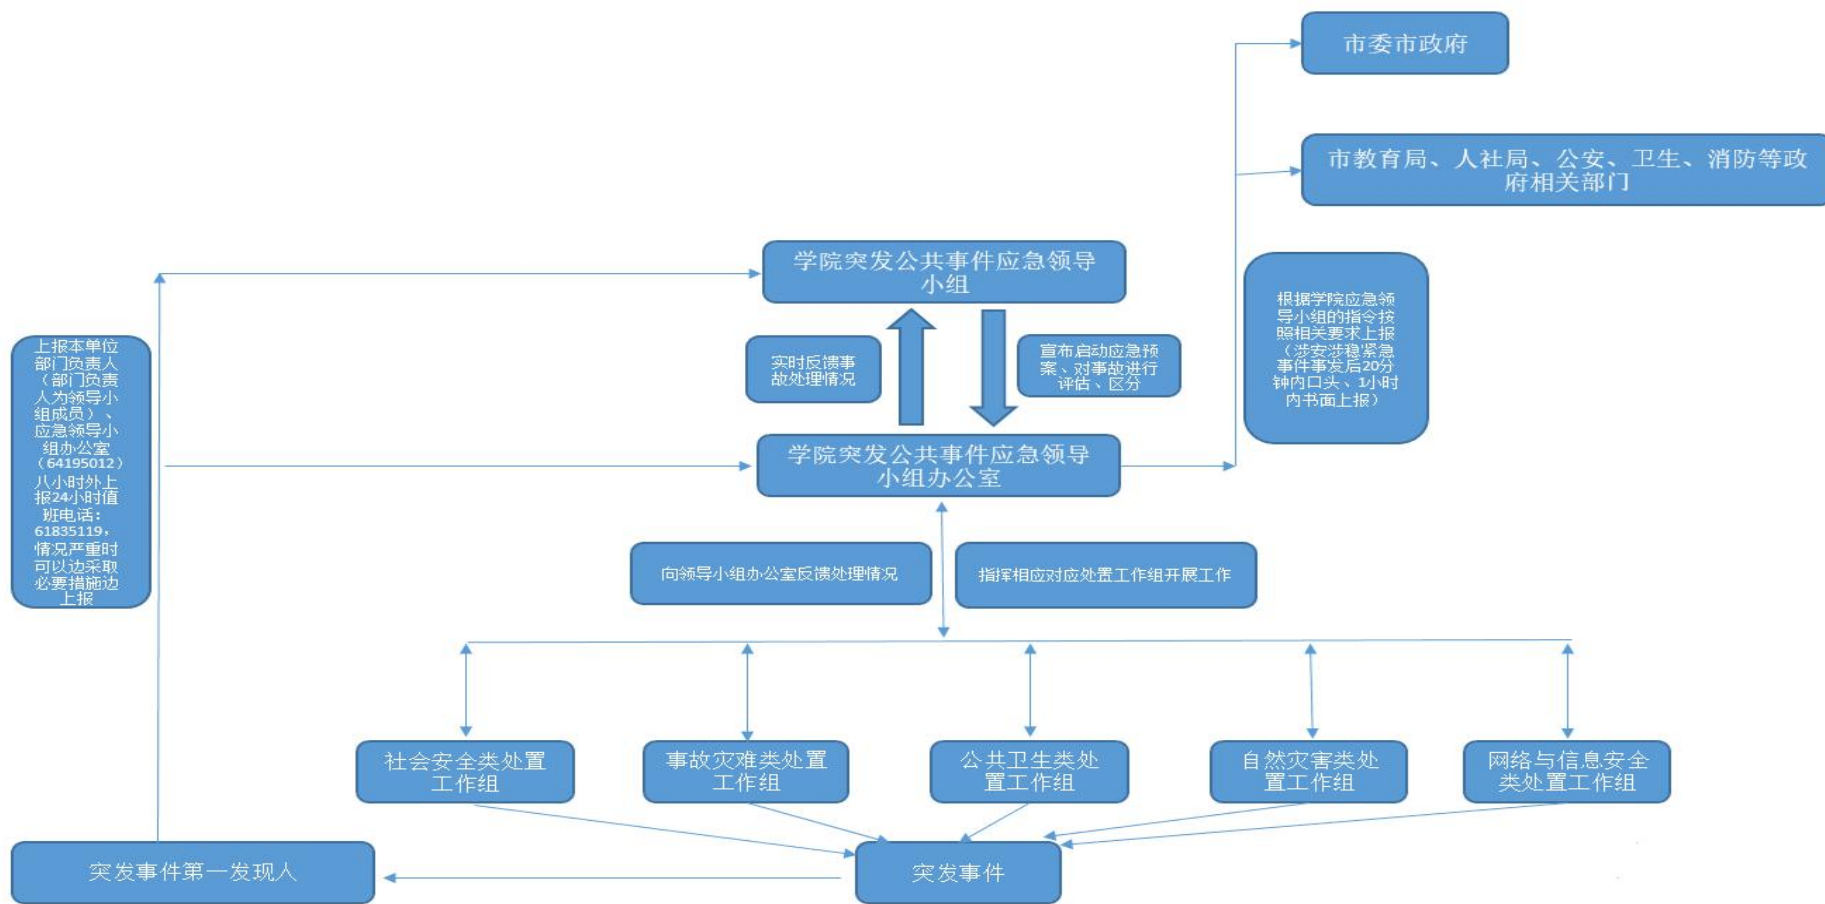 市委市政府
市教育局、人社局、公安、卫生、消防等政
府相关部门
学院突发公共事件应急领导
小组
根据学院应急领
导小组的指令按
照相关要求上报
（涉安涉稳紧急
事件事发后20分
钟内口头、1小时
内书面上报）
上报本单位
部门负责人
（部门负责
人为领导小
组成员）、
应急领导小
组办公室
（64195012）
八小时外上
报24小时值
班电话：
61835119，
情况严重时
可以边采取
必要措施边
上报
实时反馈事
故处理情况
宣布启动应急预
案、对事故进行
评估、区分
学院突发公共事件应急领导
小组办公室
向领导小组办公室反馈处理情况
指挥相应对应处置工作组开展工作
社会安全类处置
工作组
事故灾难类处置
工作组
公共卫生类处
置工作组
自然灾害类处
置工作组
网络与信息安全
类处置工作组
突发事件第一发现人
突发事件